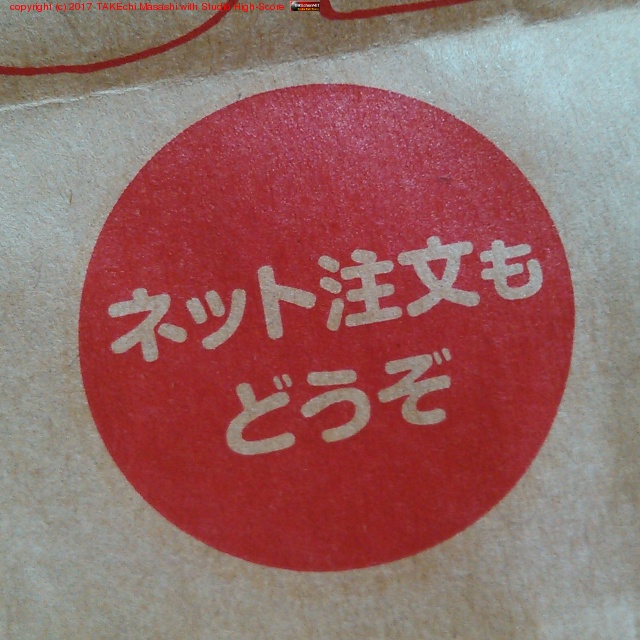 copyright (c) 2017 TAKEchi Masashi with Studio High-Score
ネット注文も
どうぞ